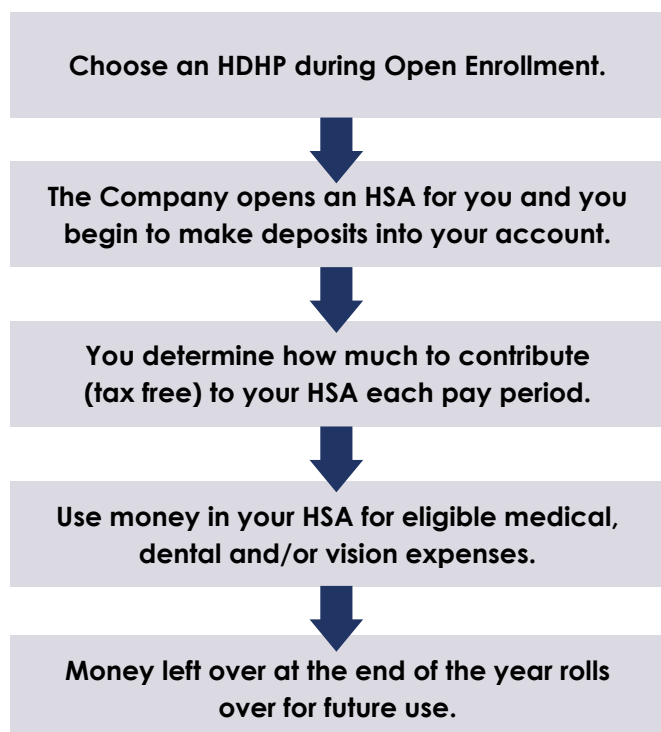 Choose an HDHP during Open Enrollment.
The Company opens an HSA for you and you
begin to make deposits into your account.
You determine how much to contribute
(tax free) to your HSA each pay period.
Use money in your HSA for eligible medical,
dental and/or vision expenses.
Money left over at the end of the year rolls
over for future use.